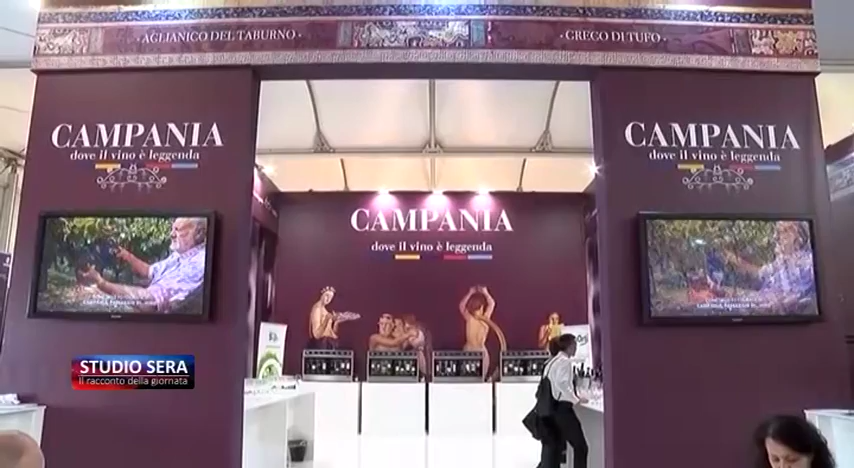 AGLIANICO DEL TABURNO
GRECO DI TUFO
CAMPANIA
dove il vino è leggenda
CAMPANIA
dove il vino è leggenda
CAMPANIA
dove il vino è leggenda
STUDIO SERA
Il racconto della giornata